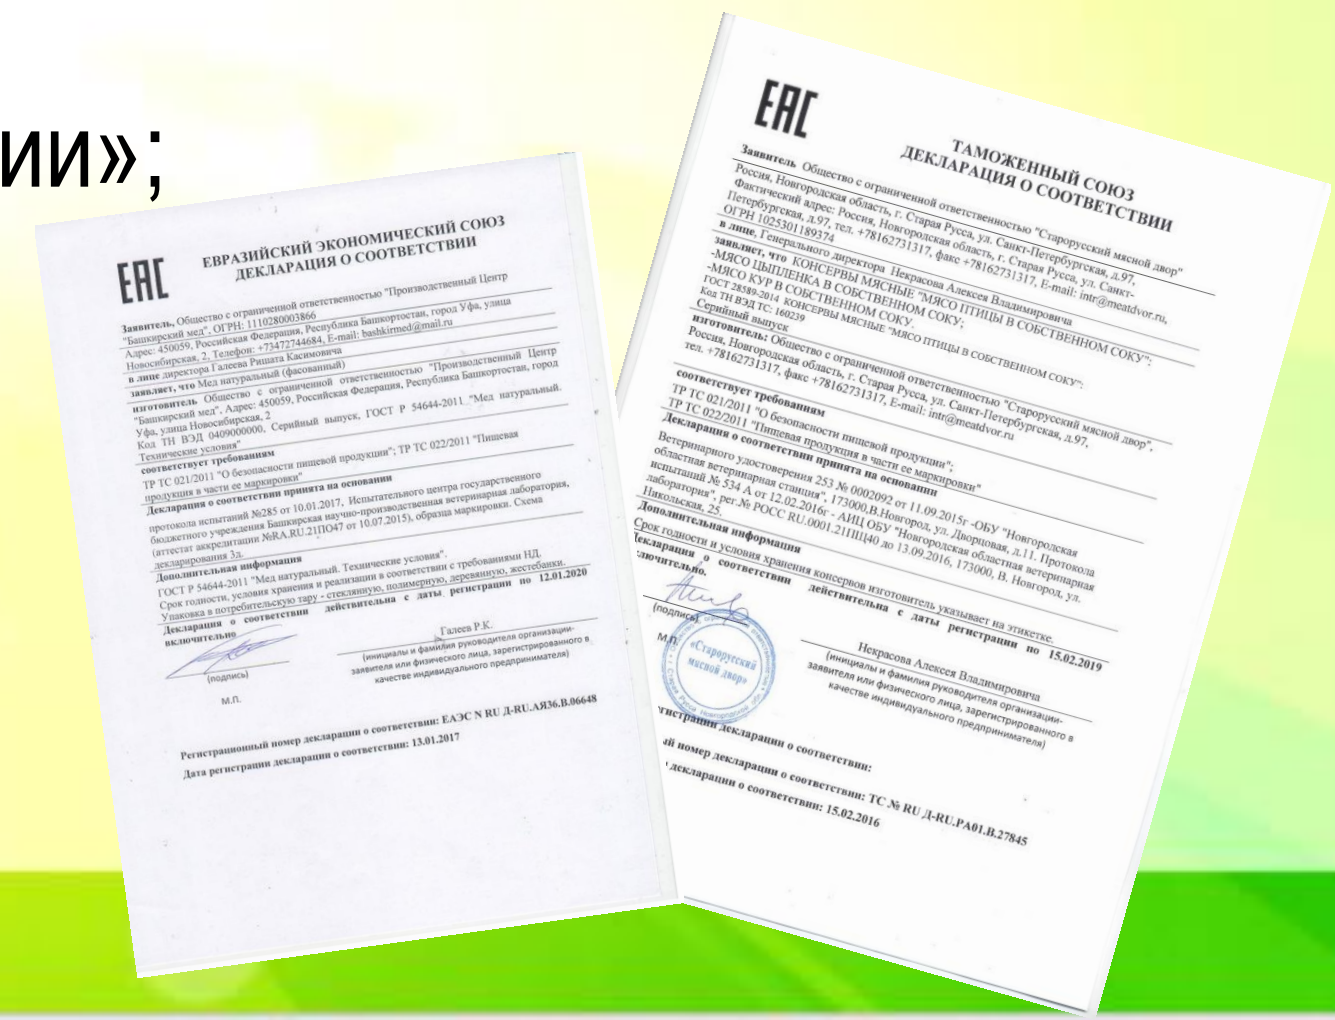 ии»;
ЕАС
ЕВРАЗИЙСКИЙ ЭКОНОМИЧЕСКИЙ СОЮЗ
ДЕКЛАРАЦИЯ О СООТВЕТСТВИИ
Заявитель, Общество с ограниченной ответственностью "Производственный Центр
"Башкирский мед", ОГРН: 1110280003866
Адрес: 450059, Российская Федерация, Республика Башкортостан, город Уфа, улица
Новосибирская, 2, Телефон: +73472744684, E-mail: bashkirmed@mail.ru
в лице директора Галеева Ришата Касимовича
заявляет, что Мед натуральный (фасованный)
изготовитель Общество с ограниченной ответственностью "Производственный Центр
"Башкирский мед", Адрес: 450059, Российская Федерация, Республика Башкортостан, город
Уфа, улица Новосибирская, 2
Код ТН ВЭД 0409000000, Серийный выпуск, ГОСТ Р 54644-2011 "Мед натуральный.
Технические условия"
соответствует требованиям
ТР ТС 021/2011 "О безопасности пищевой продукции"; ТР ТС 022/2011 "Пищевая
продукция в части ее маркировки"
Декларация о соответствии принята на основании
протокола испытаний №285 от 10.01.2017, Испытательного центра государственного
бюджетного учреждения Башкирская научно-производственная ветеринарная лаборатория,
(аттестат аккредитации №RA.RU.21ПО47 от 10.07.2015), образца маркировки. Схема
декларирования 3д.
Дополнительная информация
ГОСТ Р 54644-2011 "Мед натуральный. Технические условия".
Срок годности, условия хранения и реализации в соответствии с требованиями НД.
Упаковка в потребительскую тару - стеклянную, полимерную, деревянную, жестебанки.
Декларация о соответствии действительна с даты регистрации по 12.01.2020
включительно
Галеев Р.К.
(подпись)
(инициалы и фамилия руководителя организации-
заявителя или физического лица, зарегистрированного в
качестве индивидуального предпринимателя)
М.П.
Регистрационный номер декларации о соответствии: ЕАЭС N RU Д-RU.АЯ36.В.06648
Дата регистрации декларации о соответствии: 13.01.2017
ЕАС
ТАМОЖЕННЫЙ СОЮЗ
ДЕКЛАРАЦИЯ О СООТВЕТСТВИИ
Заявитель Общество с ограниченной ответственностью "Старорусский мясной двор"
Россия, Новгородская область, г. Старая Русса, ул. Санкт-Петербургская, д.97,
Фактический адрес: Россия, Новгородская область, г. Старая Русса, ул. Санкт-
Петербургская, д.97, тел. +78162731317, факс +78162731317, E-mail: intr@meatdvor.ru,
ОГРН 1025301189374
в лице, Генерального директора Некрасова Алексея Владимировича
заявляет, что КОНСЕРВЫ МЯСНЫЕ "МЯСО ПТИЦЫ В СОБСТВЕННОМ СОКУ":
-МЯСО ЦЫПЛЕНКА В СОБСТВЕННОМ СОКУ;
-МЯСО КУР В СОБСТВЕННОМ СОКУ.
ГОСТ 28589-2014 КОНСЕРВЫ МЯСНЫЕ "МЯСО ПТИЦЫ В СОБСТВЕННОМ СОКУ":
Код ТН ВЭД ТС: 160239
Серийный выпуск
изготовитель: Общество с ограниченной ответственностью "Старорусский мясной двор",
Россия, Новгородская область, г. Старая Русса, ул. Санкт-Петербургская, д.97,
тел. +78162731317, факс +78162731317, E-mail: intr@meatdvor.ru
соответствует требованиям
ТР ТС 021/2011 "О безопасности пищевой продукции";
ТР ТС 022/2011 "Пищевая продукция в части ее маркировки"
Декларация о соответствии принята на основании
Ветеринарного удостоверения 253 № 0002092 от 11.09.2015г -ОБУ "Новгородская
областная ветеринарная станция", 173000,В.Новгород, ул. Дворцовая, д.11. Протокола
испытаний № 534 А от 12.02.2016г - АИЦ ОБУ "Новгородская областная ветеринарная
лаборатория", рег.№ РОСС RU.0001.21ПЩ40 до 13.09.2016, 173000, В. Новгород, ул.
Никольская, 25.
Дополнительная информация
Срок годности и условия хранения консервов изготовитель указывает на этикетке.
Декларация о соответствии действительна с даты регистрации по 15.02.2019
включительно.
(подпись)
М.П.
«Старорусский
мясной двор»
Некрасова Алексея Владимировича
(инициалы и фамилия руководителя организации-
заявителя или физического лица, зарегистрированного в
качестве индивидуального предпринимателя)
гистрации декларации о соответствии:
ый номер декларации о соответствии: ТС № RU Д-RU.РА01.В.27845
декларации о соответствии: 15.02.2016